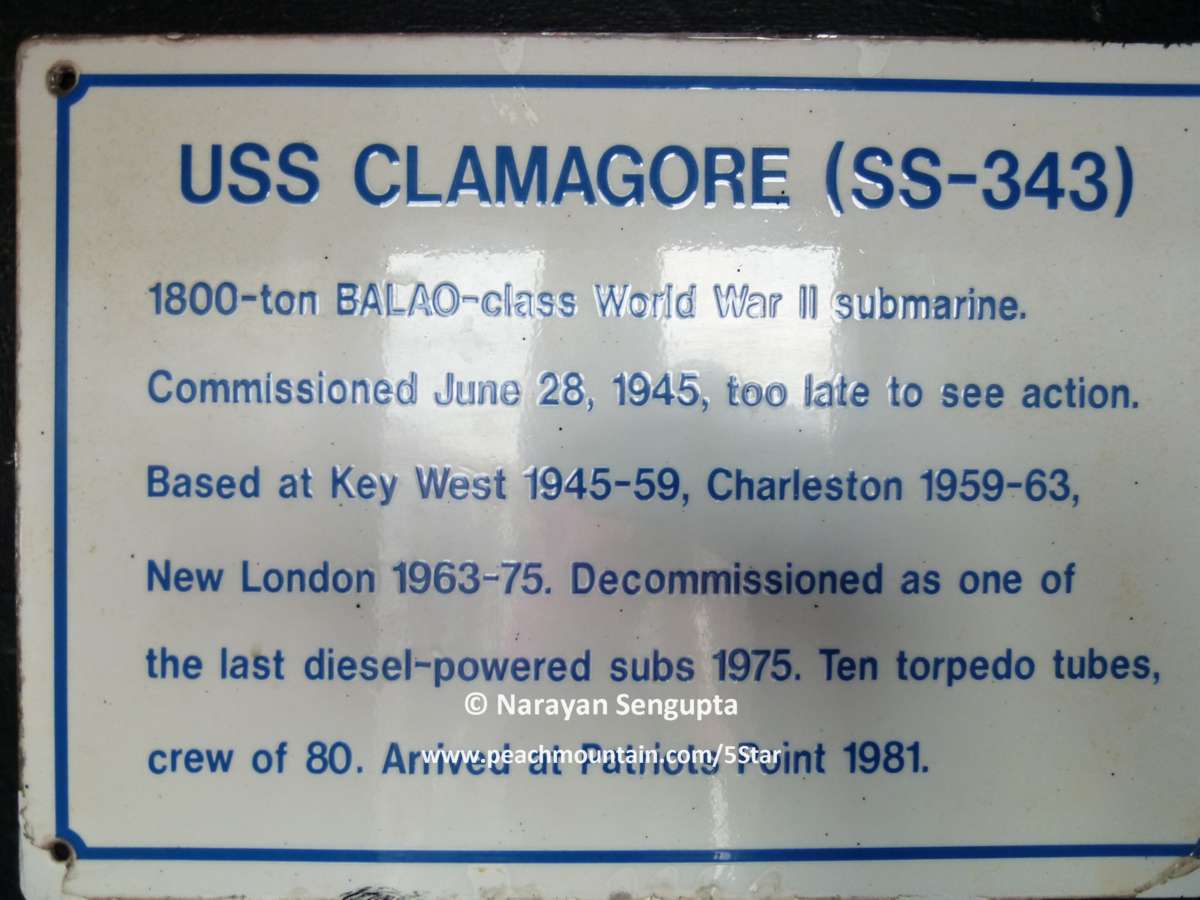 USS CLAMAGORE (SS-343)
1800-ton BALAO-class World War II submarine.
Commissioned June 28, 1945, too late to see action.
Based at Key West 1945-59, Charleston 1959-63,
New London 1963-75. Decommissioned as one of
the last diesel-powered subs 1975. Ten torpedo tubes,
© Narayan Sengupta
crew of 80. Arrived at Patriots Point 1981.
www.peachmountain.com/5Star